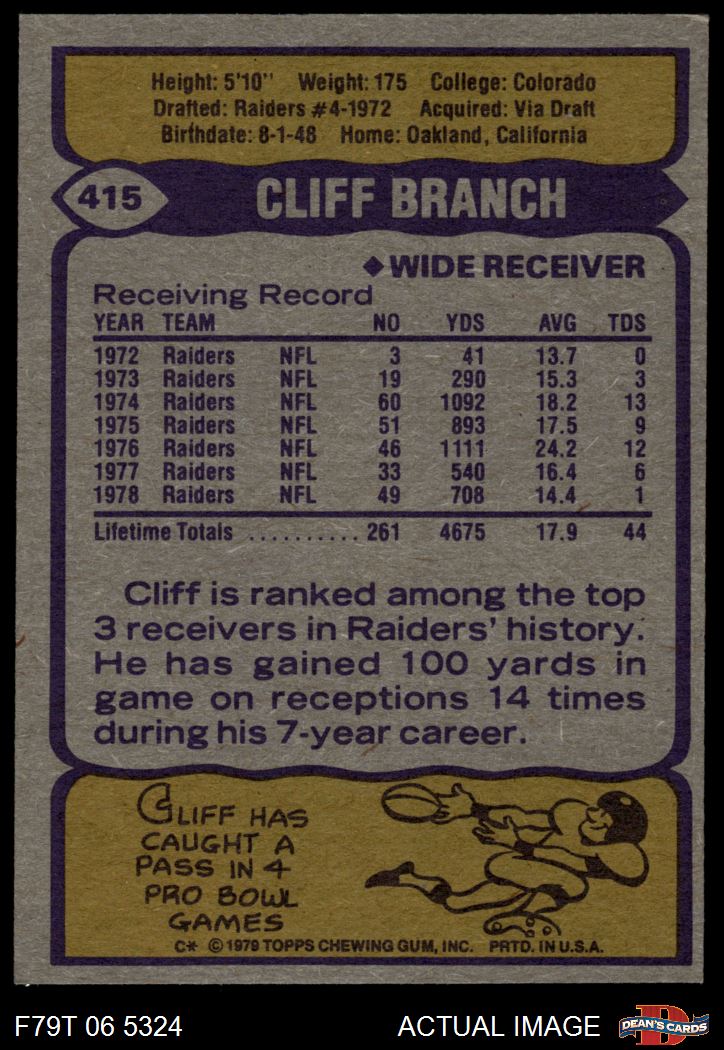 Height: 5'10" Weight: 175 College: Colorado
Drafted: Raiders #4-1972 Acquired: Via Draft
Birthdate: 8-1-48 Home: Oakland, California
415 CLIFF BRANCH
◆WIDE RECEIVER
Receiving Record
YEAR TEAM NO YDS AVG TDS
1972 Raiders NFL 3 41 13.7 0
1973 Raiders NFL 19 290 15.3 3
1974 Raiders NFL 60 1092 18.2 13
1975 Raiders NFL 51 893 17.5 9
1976 Raiders NFL 46 1111 24.2 12
1977 Raiders NFL 33 540 16.4 6
1978 Raiders NFL 49 708 14.4 1
Lifetime Totals .......... 261 4675 17.9 44
Cliff is ranked among the top
3 receivers in Raiders' history.
He has gained 100 yards in
game on receptions 14 times
during his 7-year career.
CLIFF HAS
CAUGHT A
PASS IN 4
PRO BOWL
GAMES
C* © 1979 TOPPS CHEWING GUM, INC. PRTD. IN U.S.A.
F79T 06 5324 ACTUAL IMAGE D DEAN'S CARDS